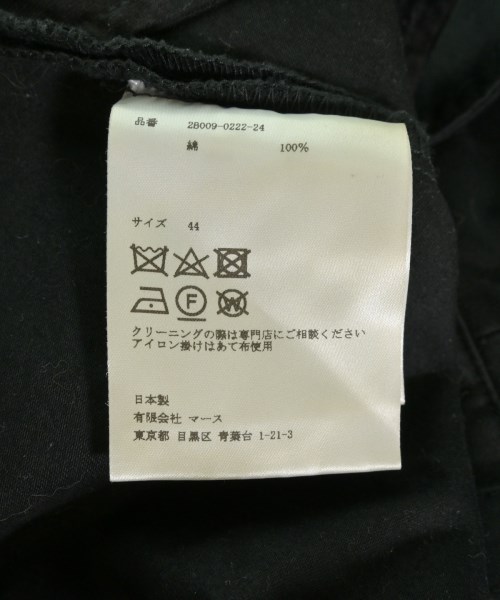 品番 28009-0222-24
綿 100%
サイズ 44
F
W
クリーニングの際は専門店にご相談ください
アイロン掛けはあて布使用
日本製
有限会社 マース
東京都 目黒区 青葉台 1-21-3